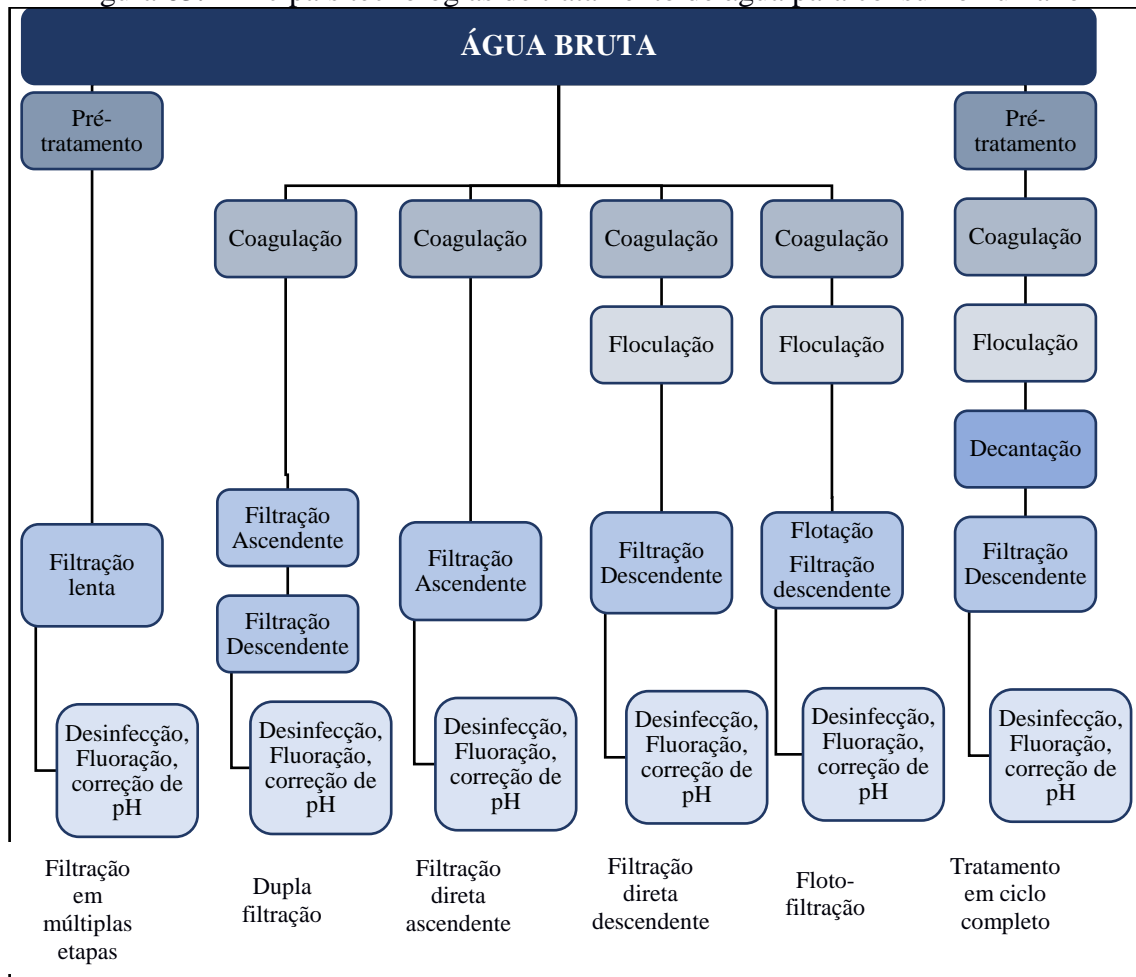 ÁGUA BRUTA
Pré-
tratamento
Pré-
tratamento
Coagulação
Coagulação
Coagulação
Coagulação
Coagulação
Floculação
Floculação
Floculação
Decantação
Filtração
lenta
Filtração
Ascendente
Filtração
Descendente
Filtração
Ascendente
Filtração
Descendente
Flotação
Filtração
descendente
Filtração
Descendente
Desinfecção,
Fluoração,
correção de
pH
Desinfecção,
Fluoração,
correção de
pH
Desinfecção,
Fluoração,
correção de
pH
Desinfecção,
Fluoração,
correção de
pH
Desinfecção,
Fluoração,
correção de
pH
Desinfecção,
Fluoração,
correção de
pH
Filtração
em
múltiplas
etapas
Dupla
filtração
Filtração
direta
ascendente
Filtração
direta
descendente
Floto-
filtração
Tratamento
em ciclo
completo